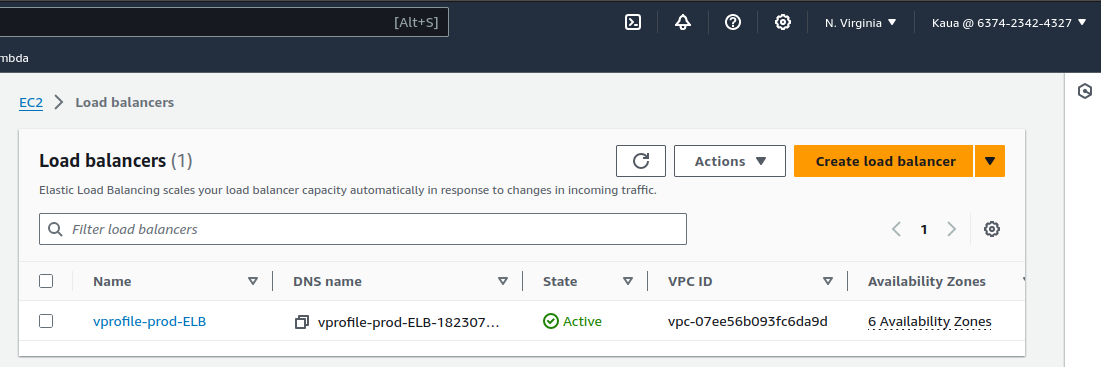 [Alt+S] N. Virginia Kaua @ 6374-2342-4327
mbda
EC2 Load balancers
Load balancers (1) Actions Create load balancer
Elastic Load Balancing scales your load balancer capacity automatically in response to changes in incoming traffic.
Filter load balancers 1
Name DNS name State VPC ID Availability Zones
vprofile-prod-ELB vprofile-prod-ELB-182307... Active vpc-07ee56b093fc6da9d 6 Availability Zones